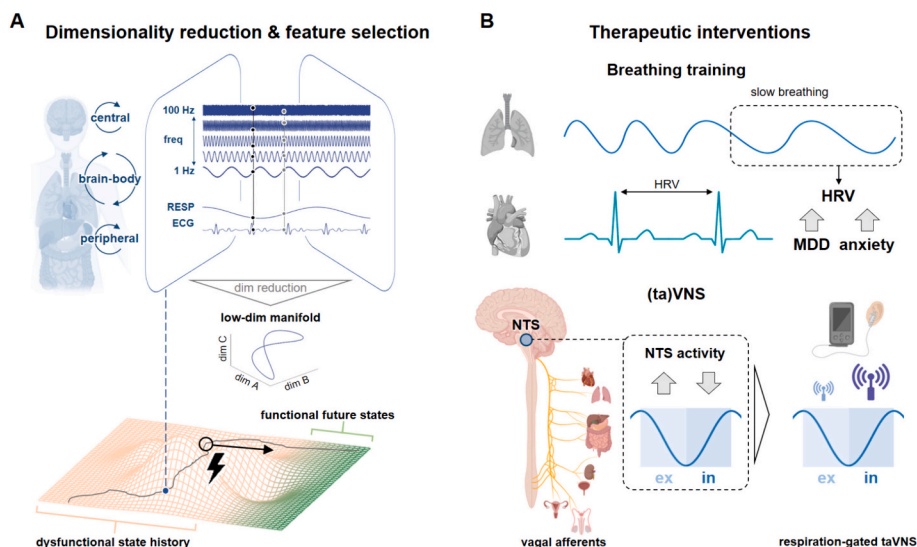 A
Dimensionality reduction & feature selection
central
brain-body
peripheral
100 Hz
freq
1 Hz
RESP
ECG
dim reduction
low-dim manifold
dim C
dim A
dim B
functional future states
dysfunctional state history
B
Therapeutic interventions
Breathing training
slow breathing
HRV
HRV
MDD anxiety
(ta)VNS
NTS
NTS activity
ex in
ex in
vagal afferents
respiration-gated taVNS